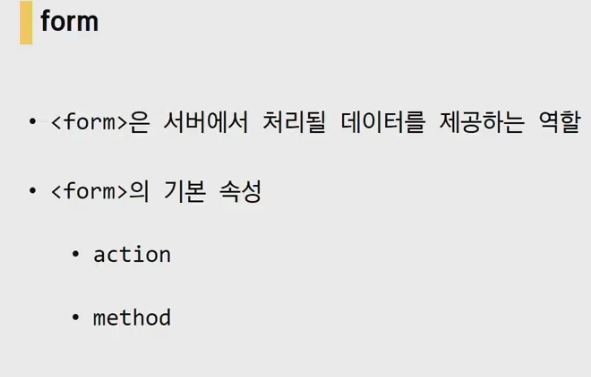 form
• <form>은 서버에서 처리될 데이터를 제공하는 역할
• <form>의 기본 속성
• action
• method